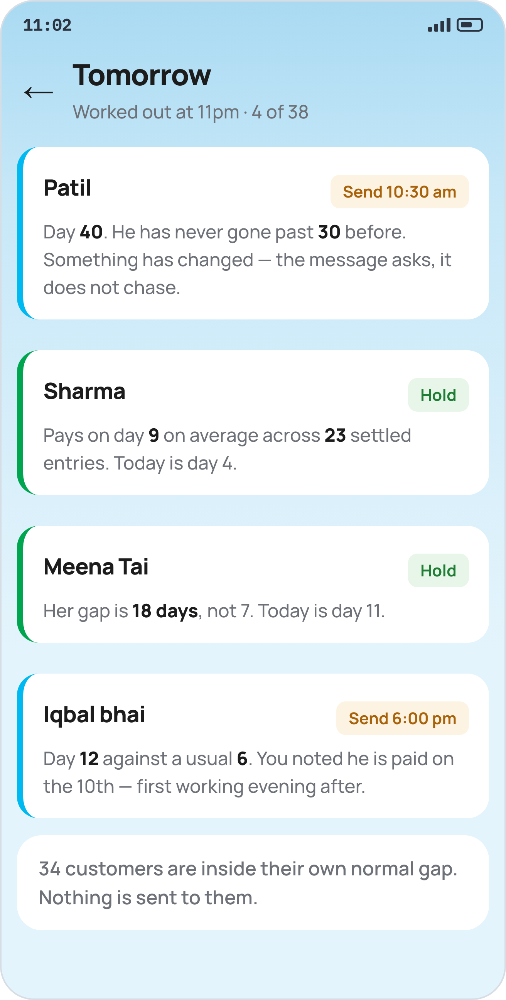 11:02
Tomorrow
Worked out at 11pm · 4 of 38
Patil
Send 10:30 am
Day 40. He has never gone past 30 before.
Something has changed — the message asks, it
does not chase.
Sharma
Hold
Pays on day 9 on average across 23 settled
entries. Today is day 4.
Meena Tai
Hold
Her gap is 18 days, not 7. Today is day 11.
Iqbal bhai
Send 6:00 pm
Day 12 against a usual 6. You noted he is paid on
the 10th — first working evening after.
34 customers are inside their own normal gap.
Nothing is sent to them.